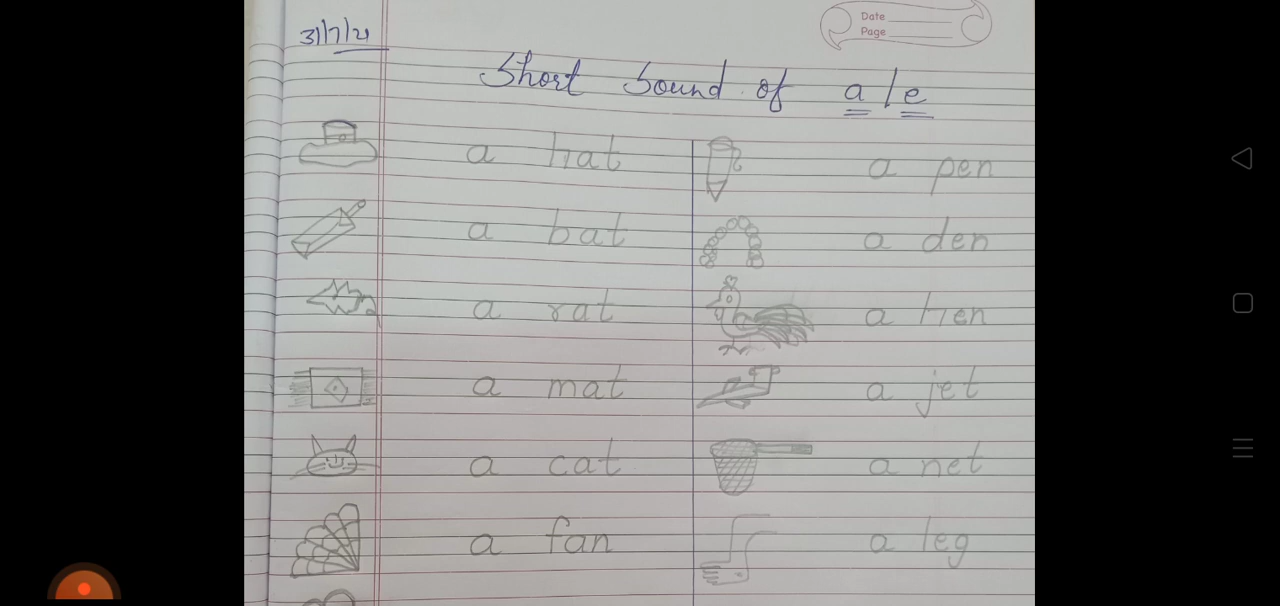 31/7/21
Date
Page
Short Sound of a/e
a hat
a bat
a rat
a mat
a cat
a fan
a pen
a den
a hen
a jet
a net
a leg